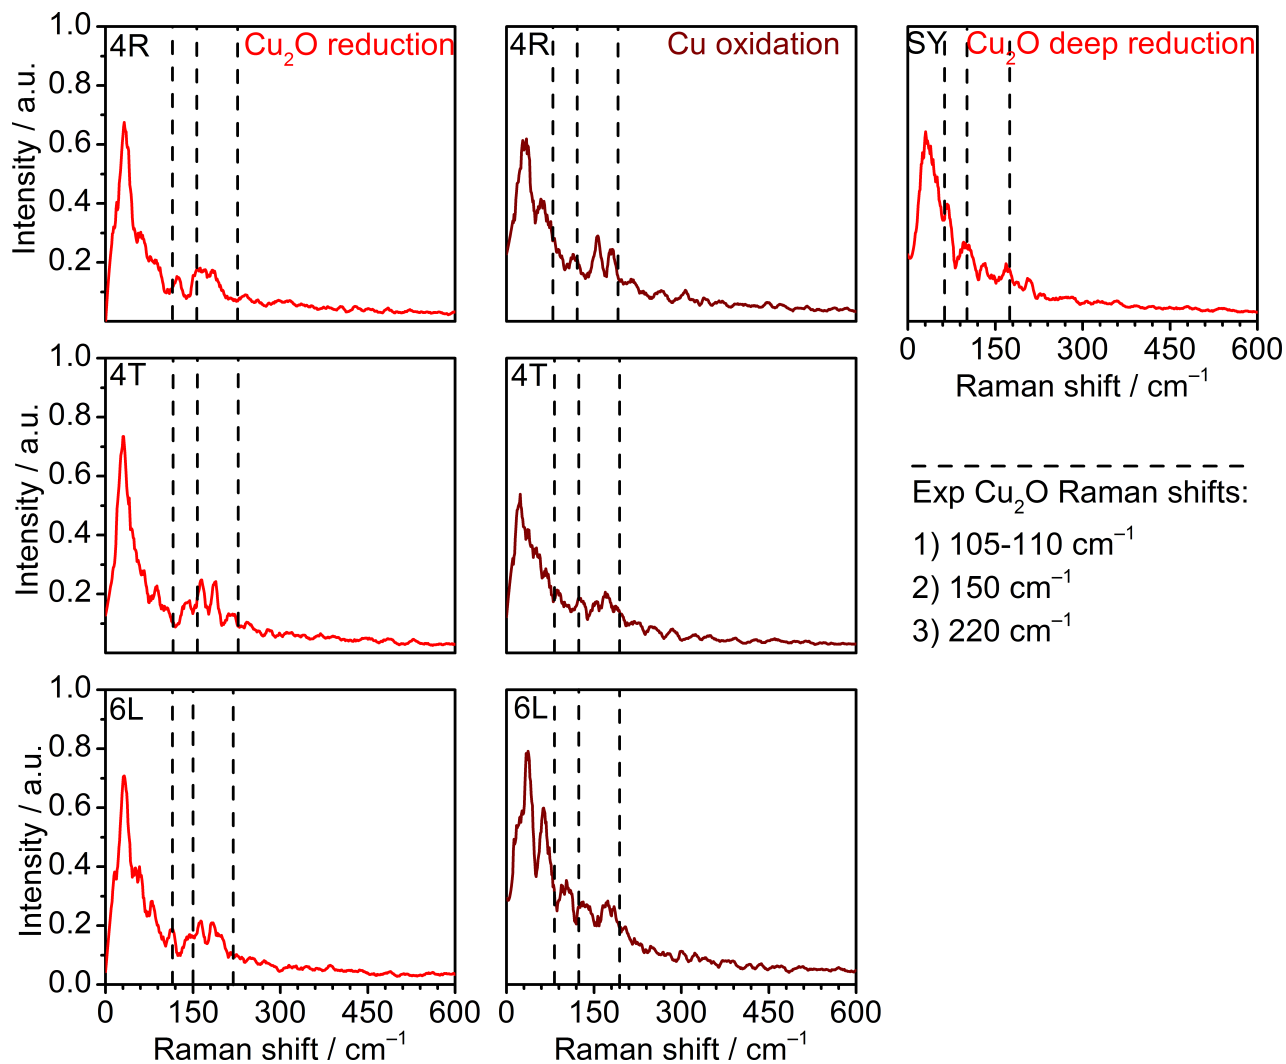 1.0
0.8
0.6
0.4
0.2
Intensity / a.u.
4R
Cu₂O reduction
4R
Cu oxidation
SY
Cu₂O deep reduction
0 150 300 450 600
Raman shift / cm⁻¹
1.0
0.8
0.6
0.4
0.2
Intensity / a.u.
4T
4T
Exp Cu₂O Raman shifts:
1) 105-110 cm⁻¹
2) 150 cm⁻¹
3) 220 cm⁻¹
1.0
0.8
0.6
0.4
0.2
0.0
Intensity / a.u.
6L
6L
0 150 300 450 600
Raman shift / cm⁻¹
0 150 300 450 600
Raman shift / cm⁻¹